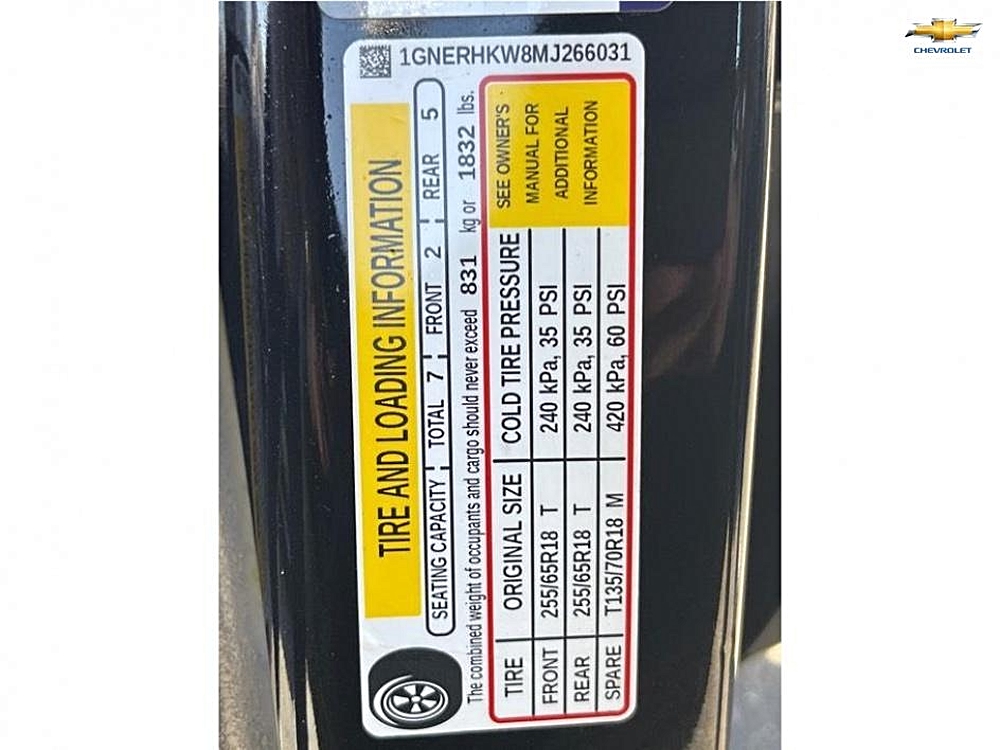 1GNERHKW8MJ266031
TIRE AND LOADING INFORMATION
SEATING CAPACITY TOTAL 7 FRONT 2 REAR 5
The combined weight of occupants and cargo should never exceed 831 kg or 1832 lbs.
TIRE ORIGINAL SIZE COLD TIRE PRESSURE
FRONT 255/65R18 T 240 kPa, 35 PSI
REAR 255/65R18 T 240 kPa, 35 PSI
SPARE T135/70R18 M 420 kPa, 60 PSI
SEE OWNER'S
MANUAL FOR
ADDITIONAL
INFORMATION
CHEVROLET